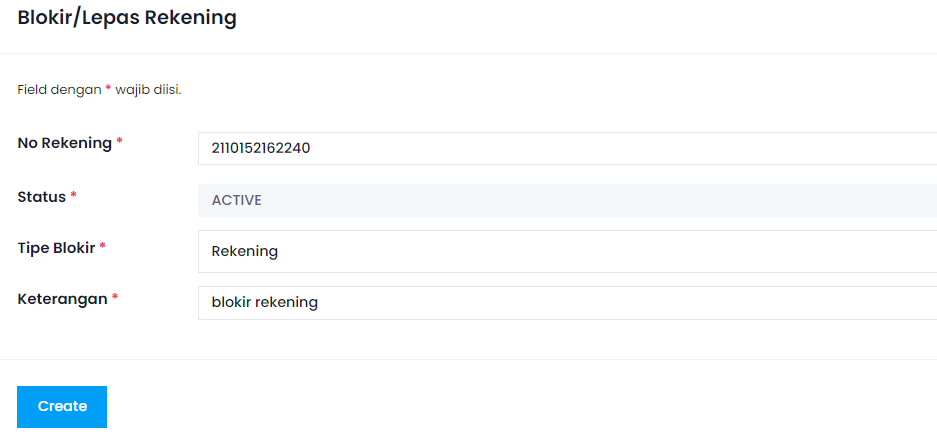 Blokir/Lepas Rekening
Field dengan * wajib diisi.
No Rekening * 2110152162240
Status * ACTIVE
Tipe Blokir * Rekening
Keterangan * blokir rekening
Create